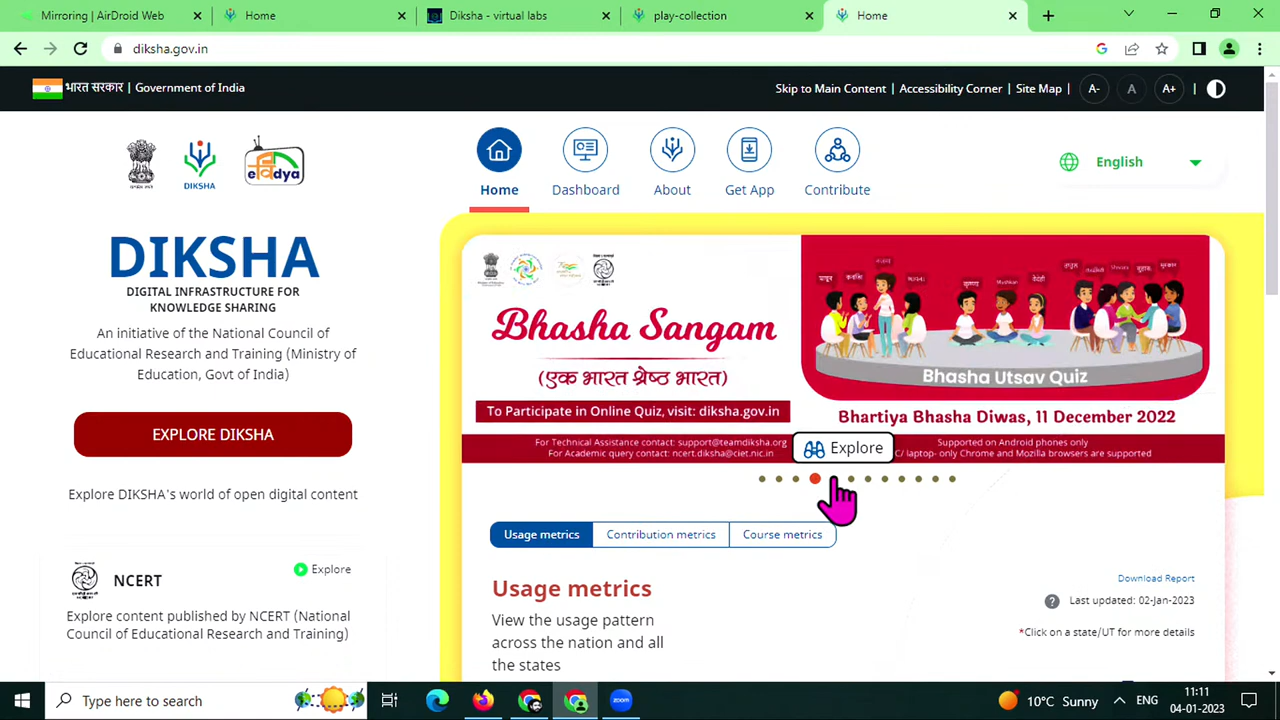 Mirroring | AirDroid Web
Home
Diksha - virtual labs
play-collection
Home
diksha.gov.in
भारत सरकार | Government of India
Skip to Main Content | Accessibility Corner | Site Map | A- A A+ |
DIKSHA
eविद्या
Home
Dashboard
About
Get App
Contribute
English
DIKSHA
DIGITAL INFRASTRUCTURE FOR
KNOWLEDGE SHARING
An initiative of the National Council of
Educational Research and Training (Ministry of
Education, Govt of India)
EXPLORE DIKSHA
Explore DIKSHA's world of open digital content
NCERT
Explore
Explore content published by NCERT (National
Council of Educational Research and Training)
Bhasha Sangam
(एक भारत श्रेष्ठ भारत)
To Participate in Online Quiz, visit: diksha.gov.in
Bhasha Utsav Quiz
Bhartiya Bhasha Diwas, 11 December 2022
For Technical Assistance contact: support@teamdiksha.org
For Academic query contact: ncert.diksha@ciet.nic.in
Explore
Supported on Android phones only
C/ laptop- only Chrome and Mozilla browsers are supported
Usage metrics
Contribution metrics
Course metrics
Usage metrics
View the usage pattern
across the nation and all
the states
Download Report
? Last updated: 02-Jan-2023
*Click on a state/UT for more details
Type here to search
zoom
10°C Sunny
ENG
11:11
04-01-2023